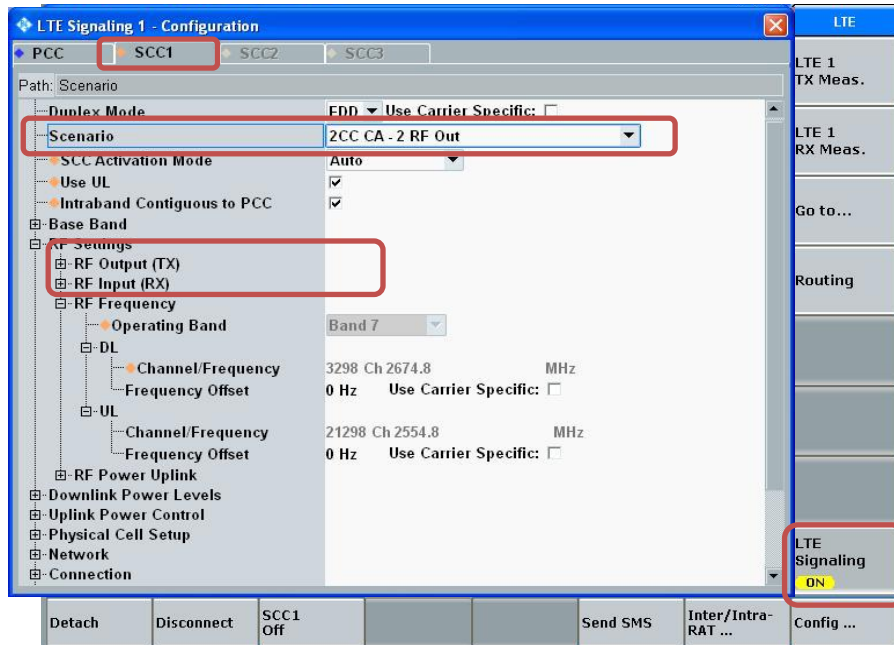 LTE Signaling 1 - Configuration
LTE
PCC SCC1 SCC2 SCC3
Path: Scenario
Duplex Mode FDD Use Carrier Specific:
Scenario 2CC CA - 2 RF Out
SCC Activation Mode Auto
Use UL
Intraband Contiguous to PCC
Base Band
RF Settings
RF Output (TX)
RF Input (RX)
RF Frequency
Operating Band Band 7
DL
Channel/Frequency 3298 Ch 2674.8 MHz
Frequency Offset 0 Hz Use Carrier Specific:
UL
Channel/Frequency 21298 Ch 2554.8 MHz
Frequency Offset 0 Hz Use Carrier Specific:
RF Power Uplink
Downlink Power Levels
Uplink Power Control
Physical Cell Setup
Network
Connection
LTE 1
TX Meas.
LTE 1
RX Meas.
Go to...
Routing
LTE
Signaling
ON
Detach Disconnect SCC1
Off
Send SMS Inter/Intra-
RAT ...
Config ...